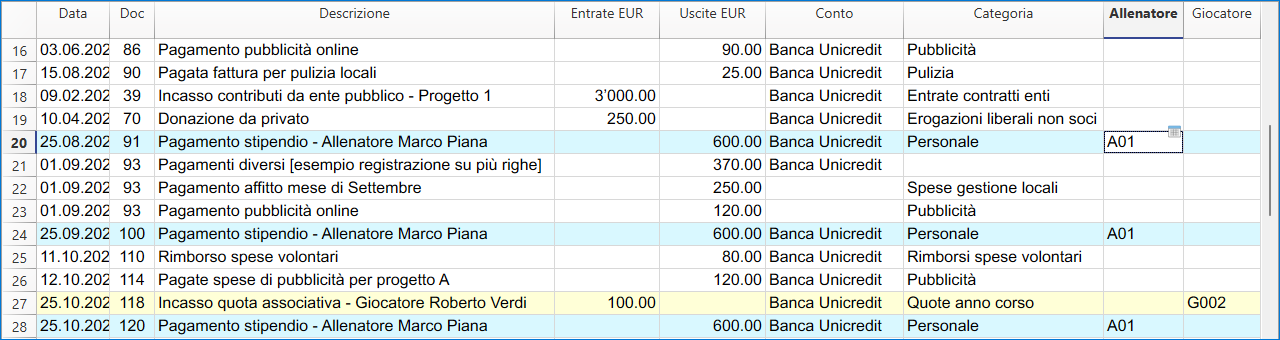 Data Doc Descrizione Entrate EUR Uscite EUR Conto Categoria Allenatore Giocatore
16 03.06.202 86 Pagamento pubblicità online 90.00 Banca Unicredit Pubblicità
17 15.08.202 90 Pagata fattura per pulizia locali 25.00 Banca Unicredit Pulizia
18 09.02.202 39 Incasso contributi da ente pubblico - Progetto 1 3'000.00 Banca Unicredit Entrate contratti enti
19 10.04.202 70 Donazione da privato 250.00 Banca Unicredit Erogazioni liberali non soci
20 25.08.202 91 Pagamento stipendio - Allenatore Marco Piana 600.00 Banca Unicredit Personale A01
21 01.09.202 93 Pagamenti diversi [esempio registrazione su più righe] 370.00 Banca Unicredit
22 01.09.202 93 Pagamento affitto mese di Settembre 250.00 Spese gestione locali
23 01.09.202 93 Pagamento pubblicità online 120.00 Pubblicità
24 25.09.202 100 Pagamento stipendio - Allenatore Marco Piana 600.00 Banca Unicredit Personale A01
25 11.10.202 110 Rimborso spese volontari 80.00 Banca Unicredit Rimborsi spese volontari
26 12.10.202 114 Pagate spese di pubblicità per progetto A 120.00 Banca Unicredit Pubblicità
27 25.10.202 118 Incasso quota associativa - Giocatore Roberto Verdi 100.00 Banca Unicredit Quote anno corso G002
28 25.10.202 120 Pagamento stipendio - Allenatore Marco Piana 600.00 Banca Unicredit Personale A01